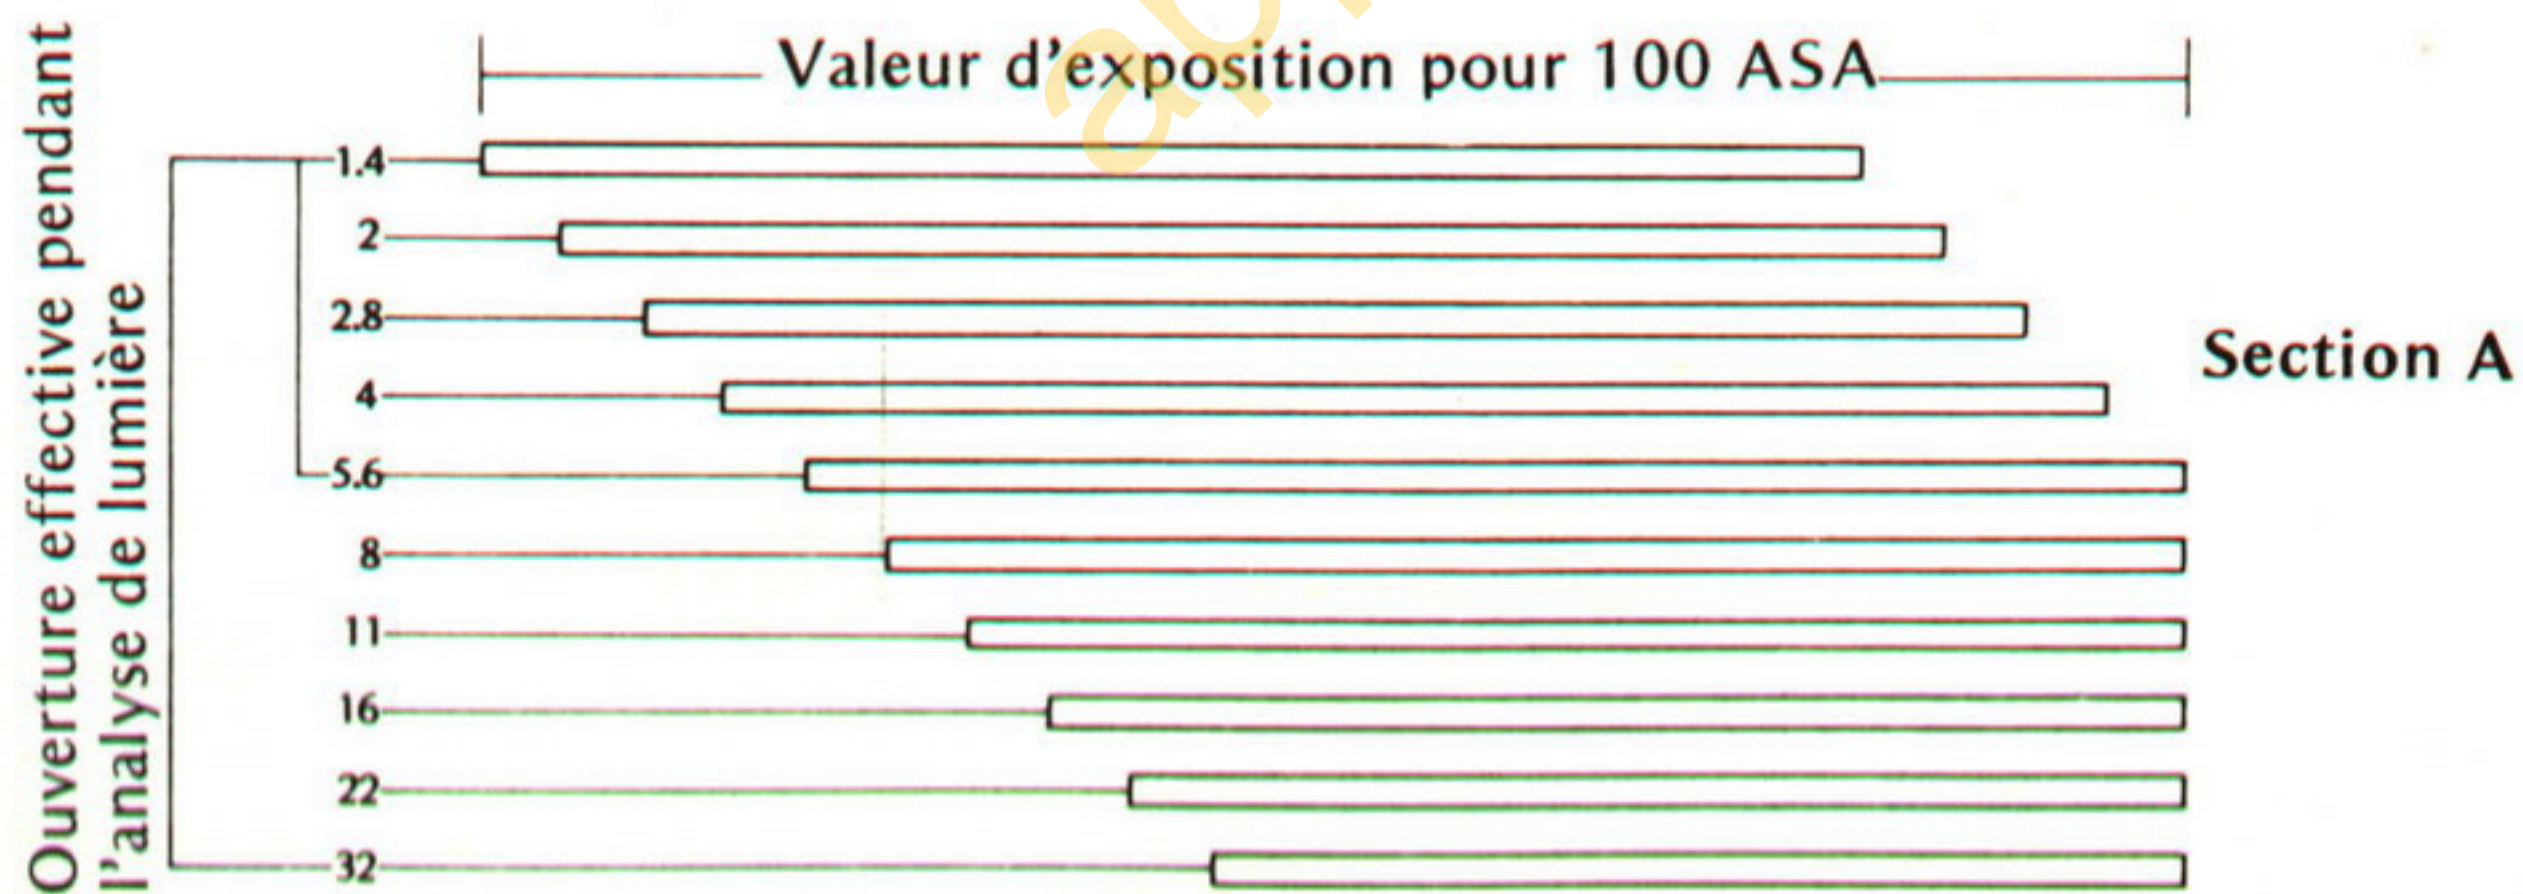 Ouverture effective pendant
l'analyse de lumière
Valeur d'exposition pour 100 ASA
1.4
2
2.8
4
5.6
8
11
16
22
32
Section A